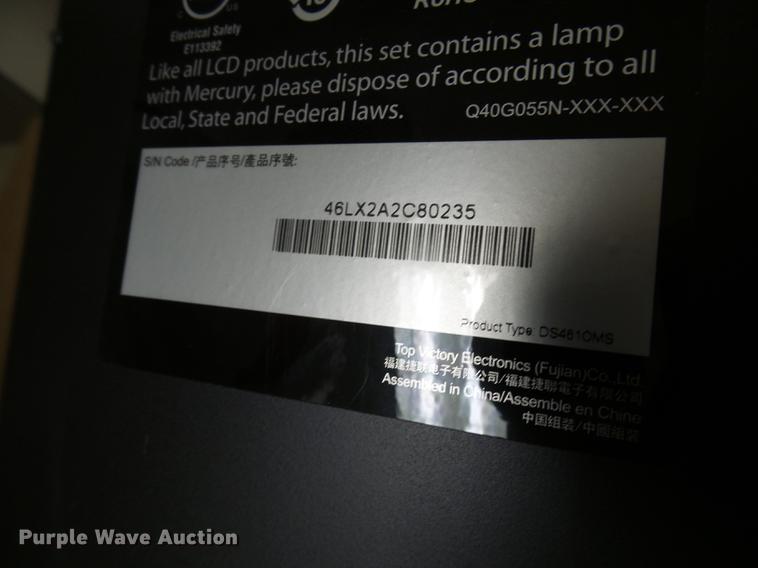 C US
10
RoHS
Electrical Safety
E113392
Like all LCD products, this set contains a lamp
with Mercury, please dispose of according to all
Local, State and Federal laws.
Q40G055N-XXX-XXX
S/N Code /产品序号/產品序號:
46LX2A2C80235
Product Type DS4610MS
Top Victory Electronics (Fujian)Co.,Ltd.
福建捷联电子有限公司/福建捷聯電子有限公司
Assembled in China/Assemble en Chine
中国组装/中國組裝
Purple Wave Auction